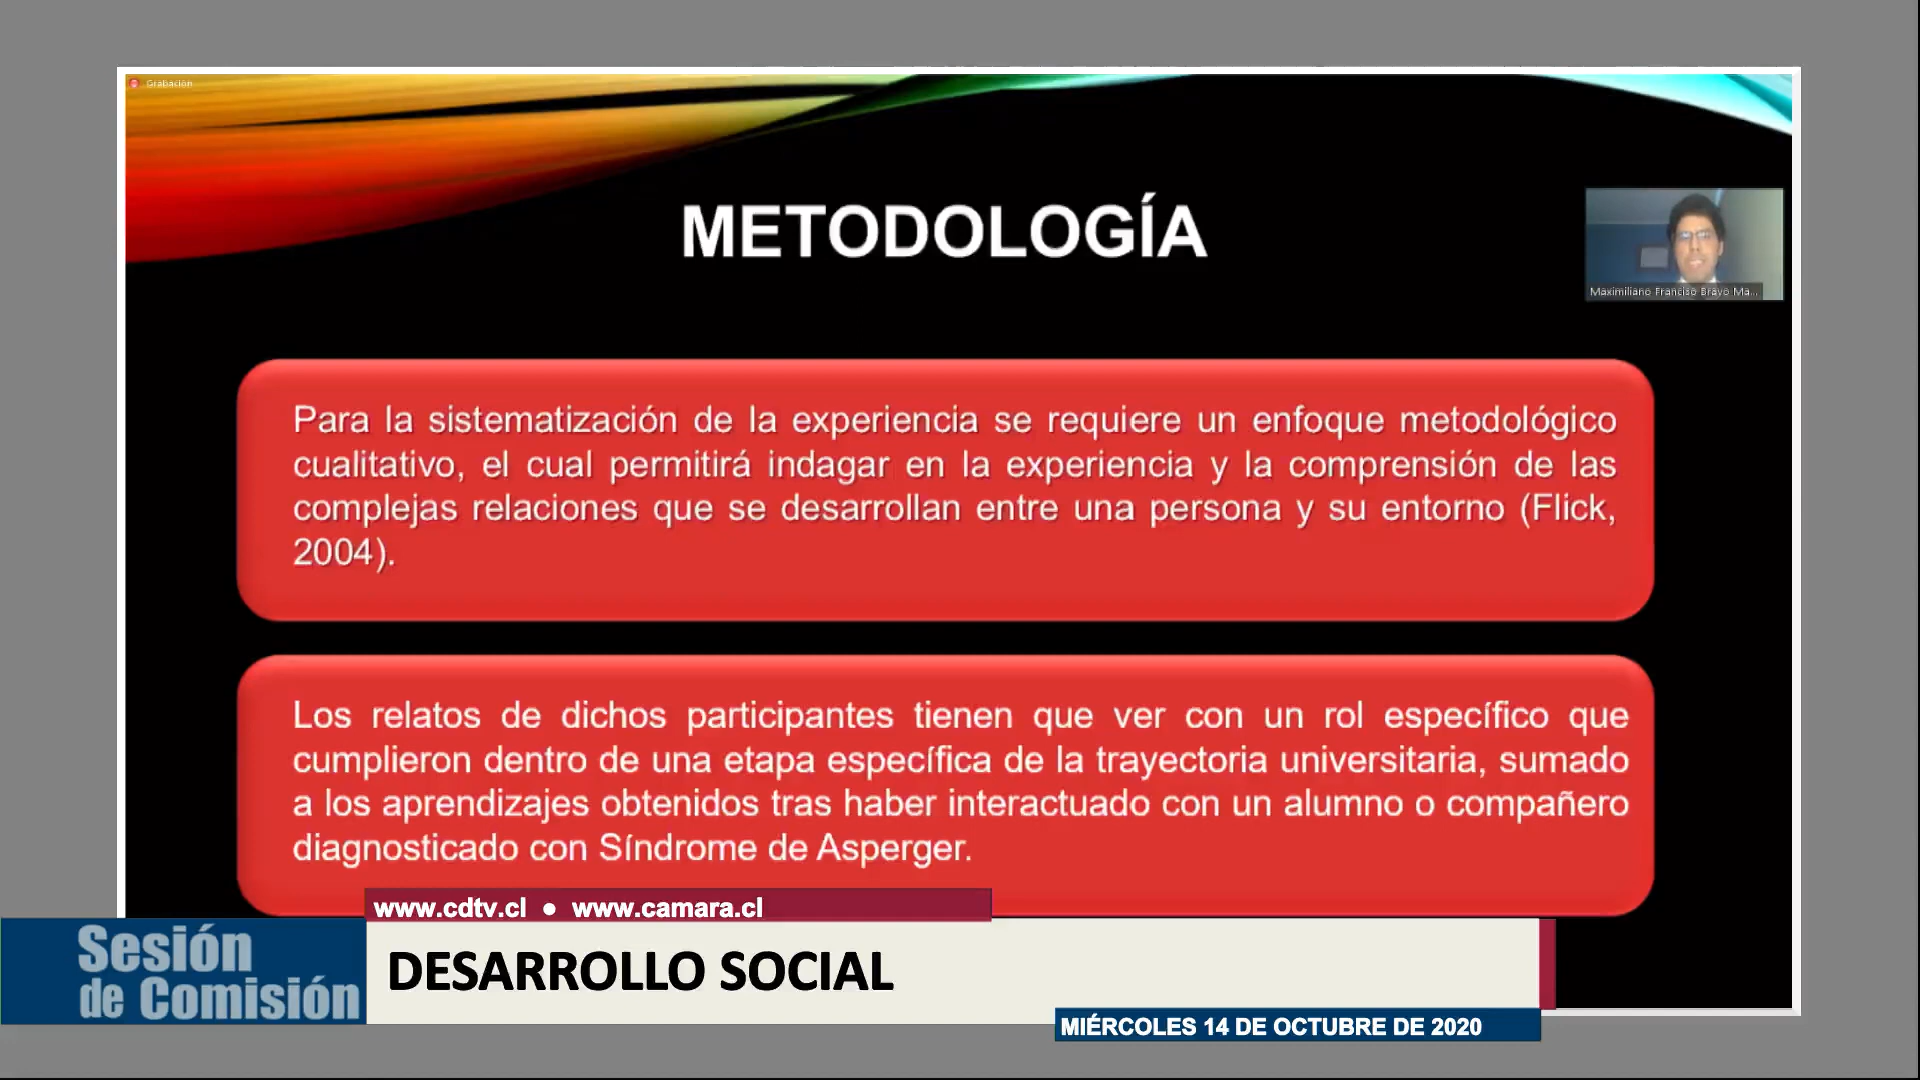 Grabación
METODOLOGÍA
Maximiliano Franciso Bravo Ma...
Para la sistematización de la experiencia se requiere un enfoque metodológico
cualitativo, el cual permitirá indagar en la experiencia y la comprensión de las
complejas relaciones que se desarrollan entre una persona y su entorno (Flick,
2004).
Los relatos de dichos participantes tienen que ver con un rol específico que
cumplieron dentro de una etapa específica de la trayectoria universitaria, sumado
a los aprendizajes obtenidos tras haber interactuado con un alumno o compañero
diagnosticado con Síndrome de Asperger.
www.cdtv.cl ● www.camara.cl
Sesión
de Comisión
DESARROLLO SOCIAL
MIÉRCOLES 14 DE OCTUBRE DE 2020